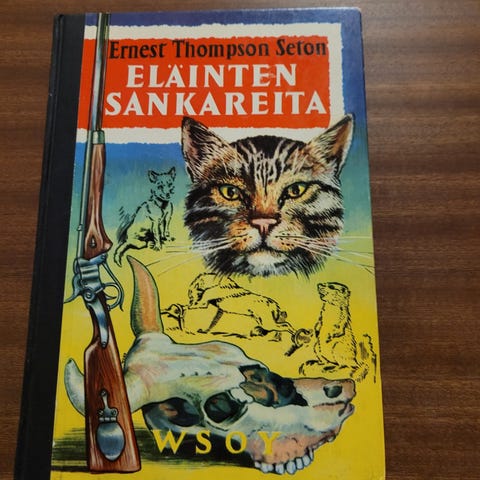 Ernest Thompson Seton
ELÄINTEN
SANKAREITA
WSOY